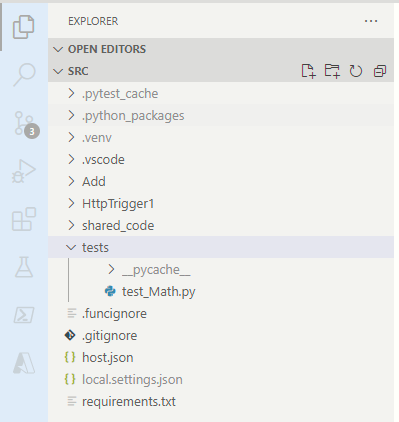 EXPLORER
OPEN EDITORS
SRC
.pytest_cache
.python_packages
.venv
.vscode
Add
HttpTrigger1
shared_code
tests
__pycache__
test_Math.py
.funcignore
.gitignore
{} host.json
{} local.settings.json
requirements.txt
3